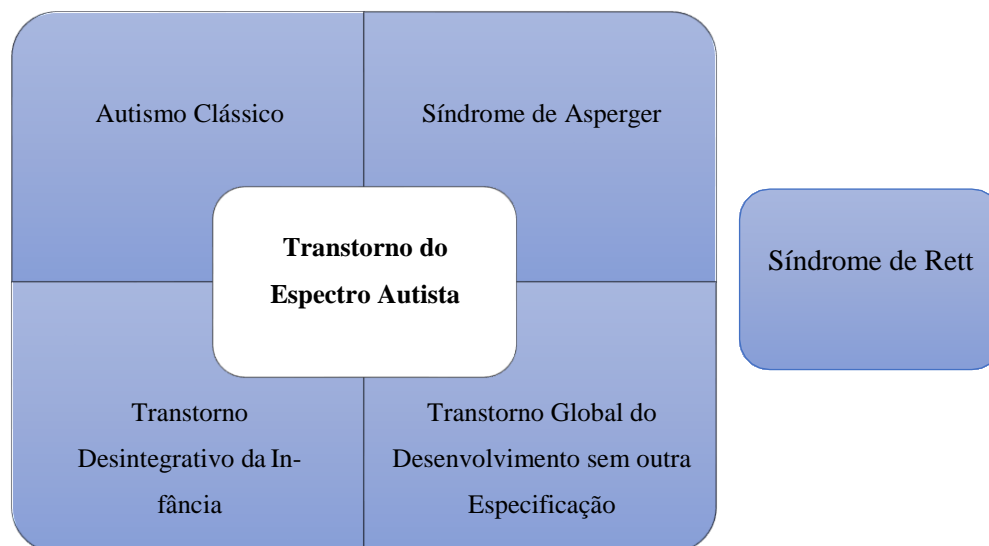 Autismo Clássico
Síndrome de Asperger
Transtorno do
Espectro Autista
Síndrome de Rett
Transtorno
Desintegrativo da In-
fância
Transtorno Global do
Desenvolvimento sem outra
Especificação